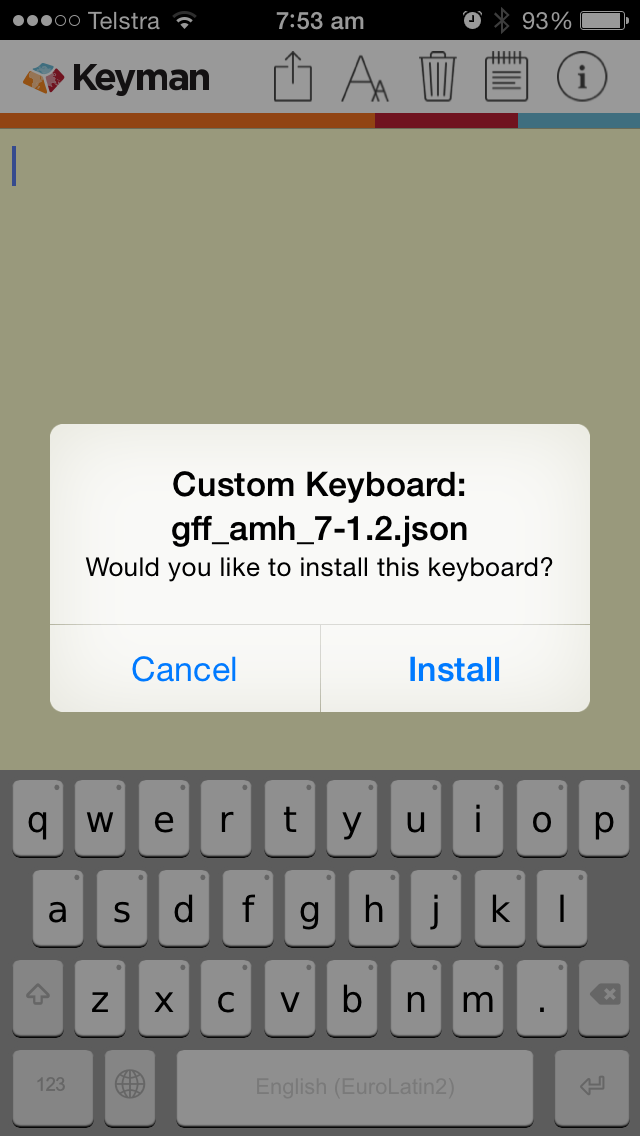 Telstra 7:53 am 93%
Keyman
Custom Keyboard:
gff_amh_7-1.2.json
Would you like to install this keyboard?
Cancel Install
q w e r t y u i o p
a s d f g h j k l
z x c v b n m .
123 English (EuroLatin2)